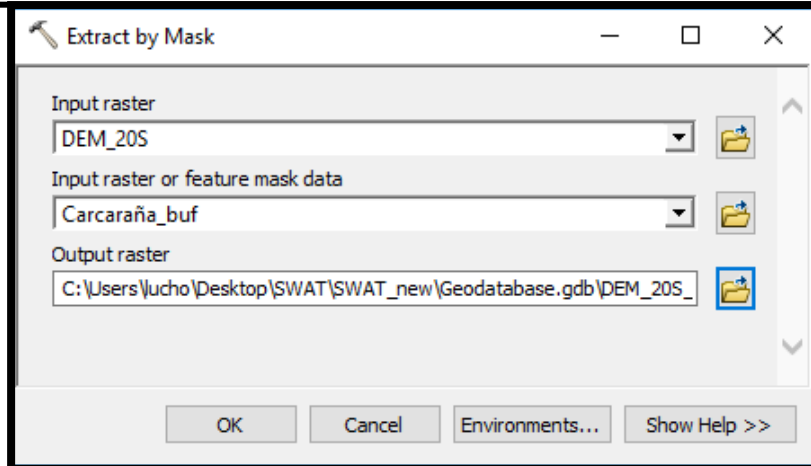 Extract by Mask
Input raster
DEM_20S
Input raster or feature mask data
Carcaraña_buf
Output raster
C:\Users\lucho\Desktop\SWAT\SWAT_new\Geodatabase.gdb\DEM_20S_
OK Cancel Environments... Show Help >>